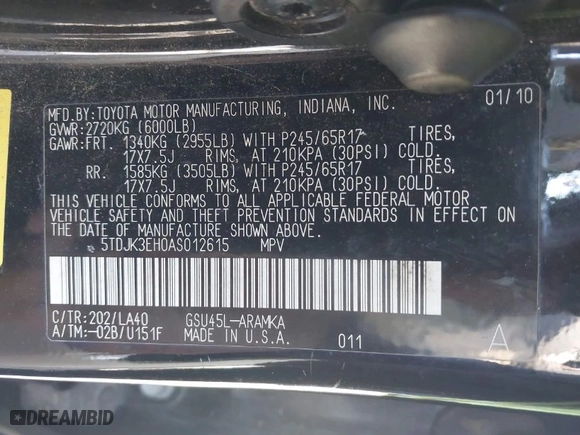 MFD.BY:TOYOTA MOTOR MANUFACTURING, INDIANA, INC. 01/10
GVWR:2720KG (6000LB)
GAWR:FRT. 1340KG (2955LB) WITH P245/65R17 TIRES,
17X7.5J RIMS, AT 210KPA (30PSI) COLD.
RR. 1585KG (3505LB) WITH P245/65R17 TIRES,
17X7.5J RIMS, AT 210KPA (30PSI) COLD.
THIS VEHICLE CONFORMS TO ALL APPLICABLE FEDERAL MOTOR
VEHICLE SAFETY AND THEFT PREVENTION STANDARDS IN EFFECT ON
THE DATE OF MANUFACTURE SHOWN ABOVE.
5TDJK3EH0AS012615 MPV
C/TR:202/LA40 GSU45L-ARAMKA
A/TM:-02B/U151F MADE IN U.S.A. 011 A
DREAMBID